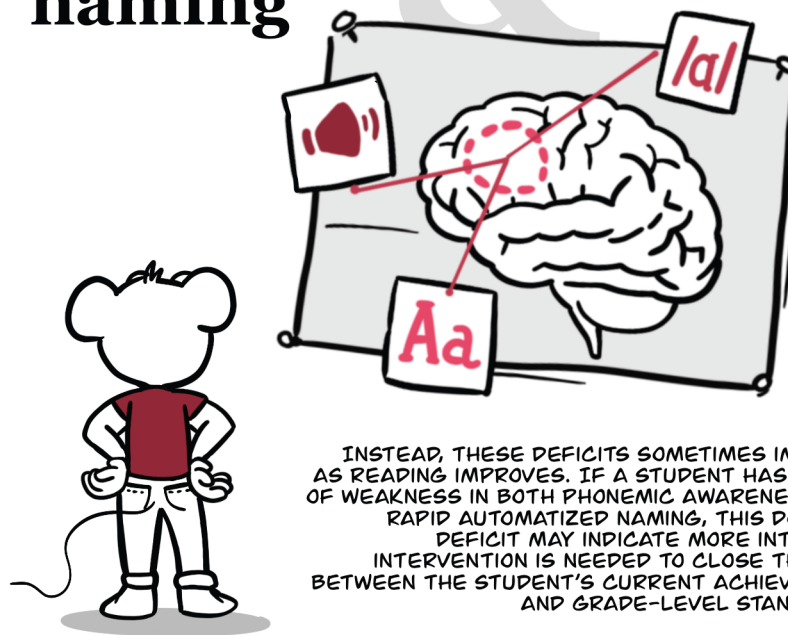 naming
&
/a/
Aa
INSTEAD, THESE DEFICITS SOMETIMES
AS READING IMPROVES. IF A STUDENT HAS
OF WEAKNESS IN BOTH PHONEMIC
RAPID AUTOMATIZED NAMING, THIS
DEFICIT MAY INDICATE MORE
INTERVENTION IS NEEDED TO CLOSE
BETWEEN THE STUDENT'S CURRENT
AND GRADE-LEVEL